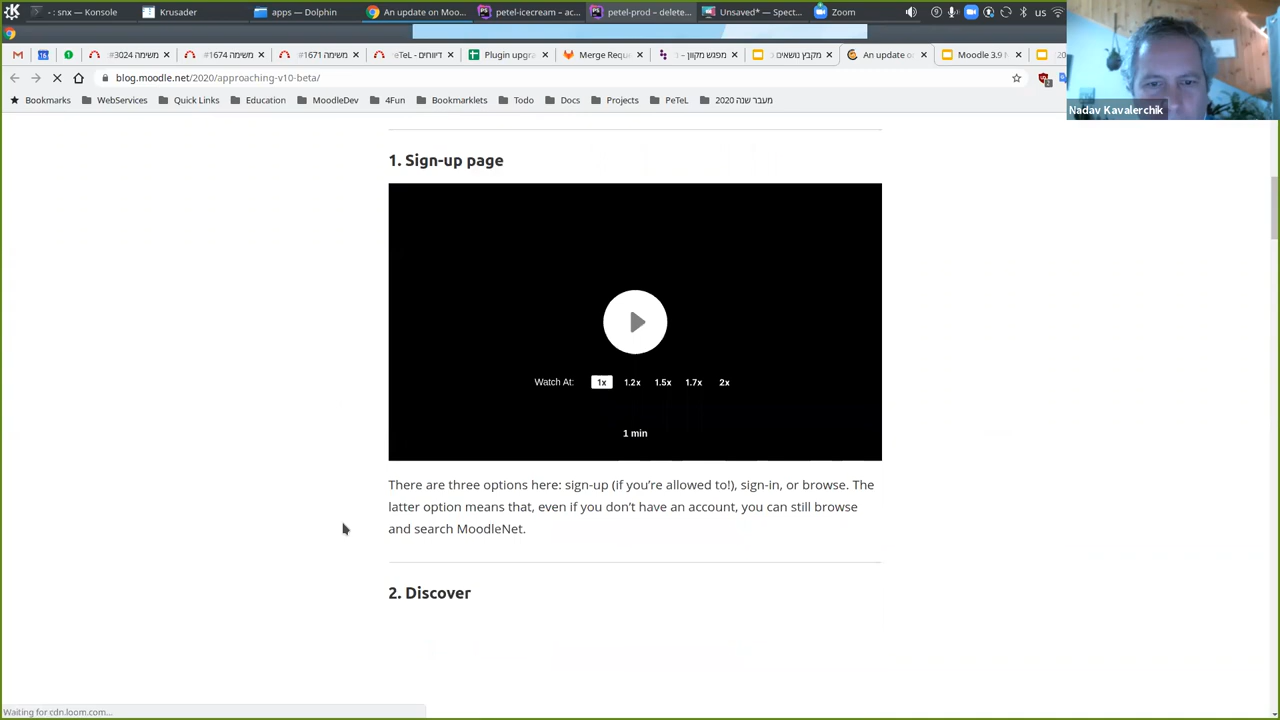 - : snx — Konsole
Krusader
apps — Dolphin
An update on Moo...
petel-icecream – ac...
petel-prod – delete...
Unsaved* — Spect...
Zoom
us
Nadav Kavalerchik
משימה #3024
משימה #1674
משימה #1671
דיווחים - PeTeL
Plugin upgr
Merge Requ
מפגש מקוון – ר
מקבץ נושאים
An update o
Moodle 3.9 N
blog.moodle.net/2020/approaching-v10-beta/
Bookmarks
WebServices
Quick Links
Education
MoodleDev
4Fun
Bookmarklets
Todo
Docs
Projects
PeTeL
מעבר שנה 2020
1. Sign-up page
Watch At: 1x 1.2x 1.5x 1.7x 2x
1 min
There are three options here: sign-up (if you’re allowed to!), sign-in, or browse. The
latter option means that, even if you don’t have an account, you can still browse
and search MoodleNet.
2. Discover
Waiting for cdn.loom.com...